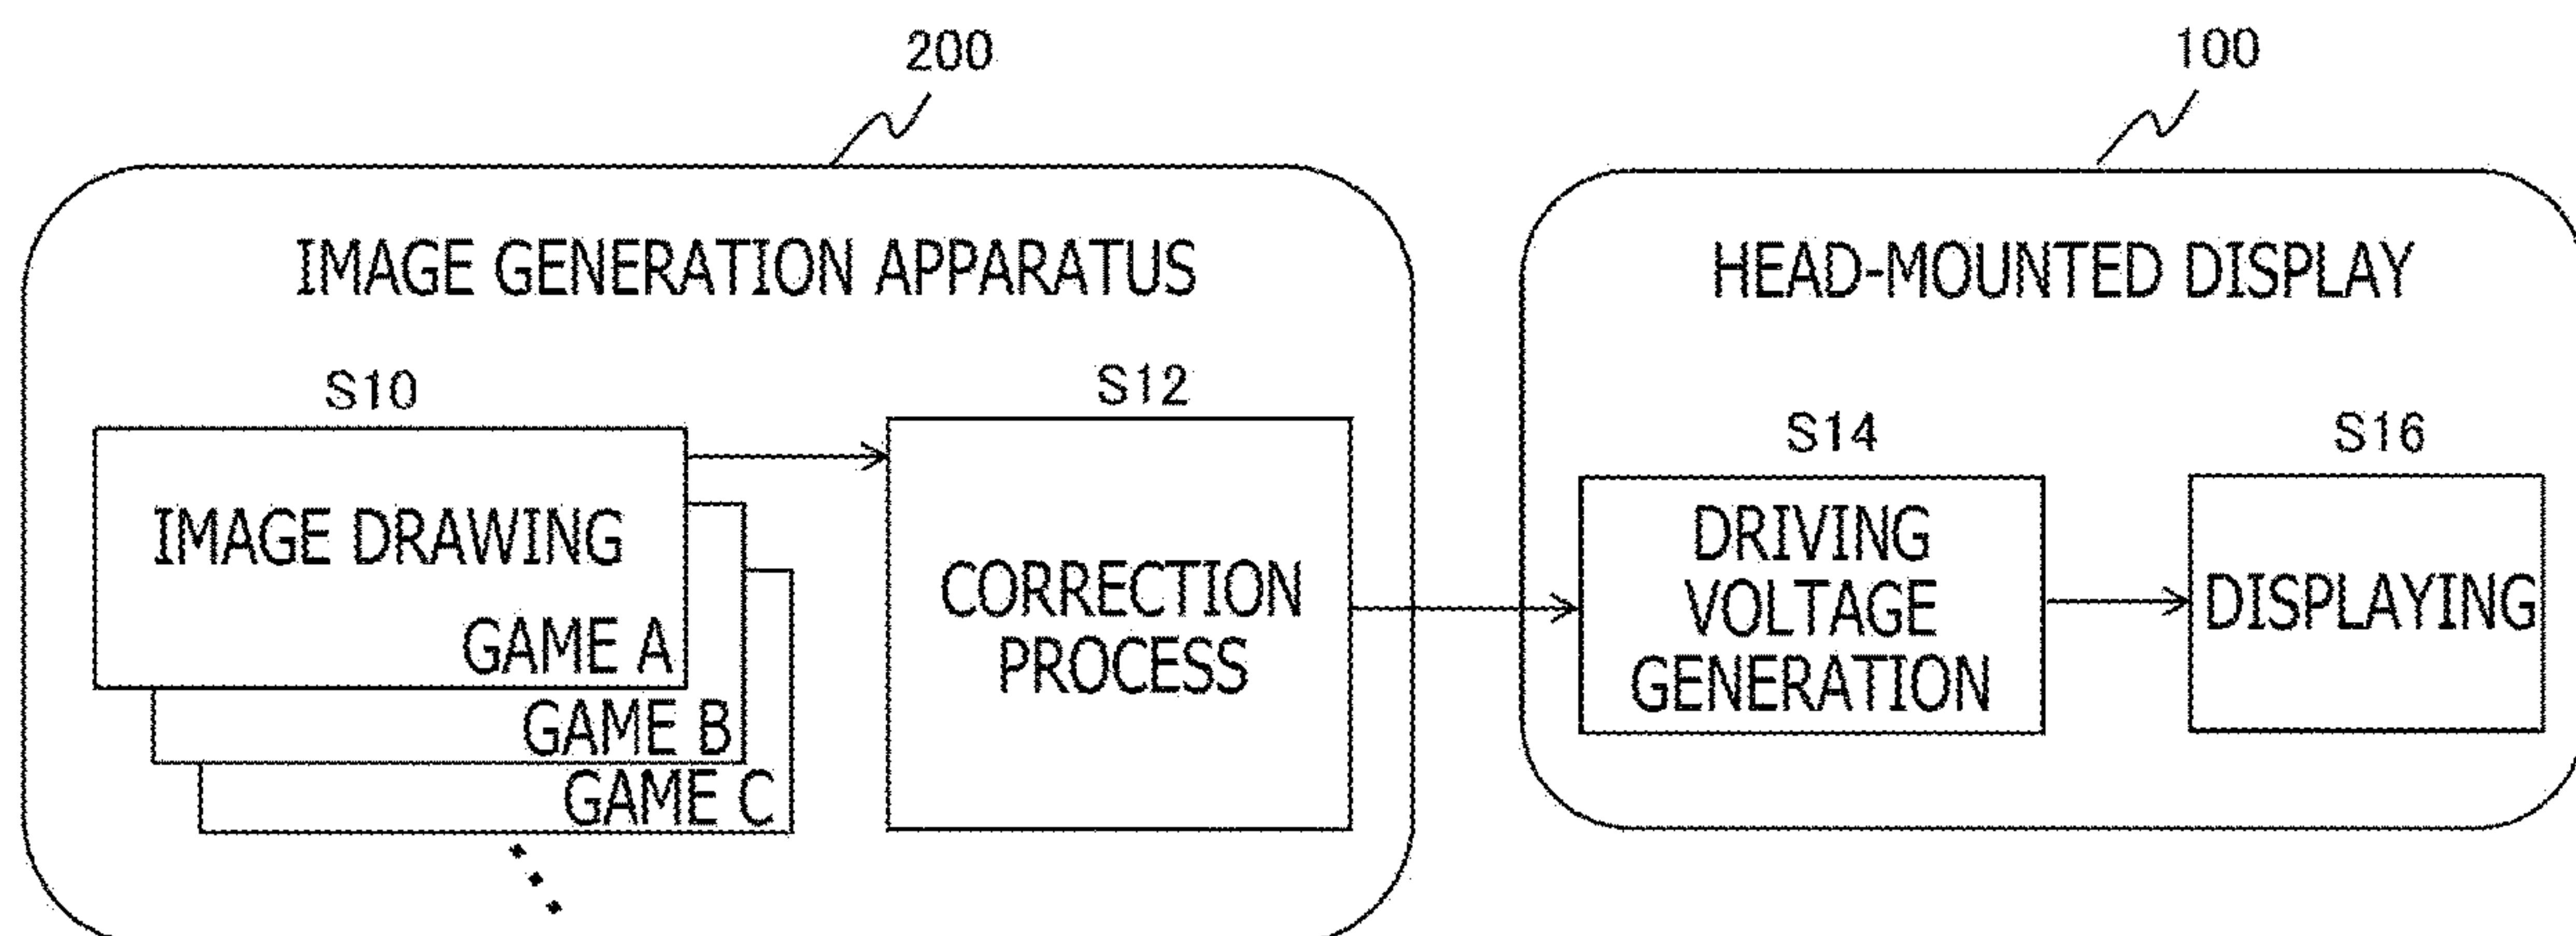 200
100
IMAGE GENERATION APPARATUS
HEAD-MOUNTED DISPLAY
S10
S12
S14
S16
IMAGE DRAWING
GAME A
GAME B
GAME C
CORRECTION
PROCESS
DRIVING
VOLTAGE
GENERATION
DISPLAYING